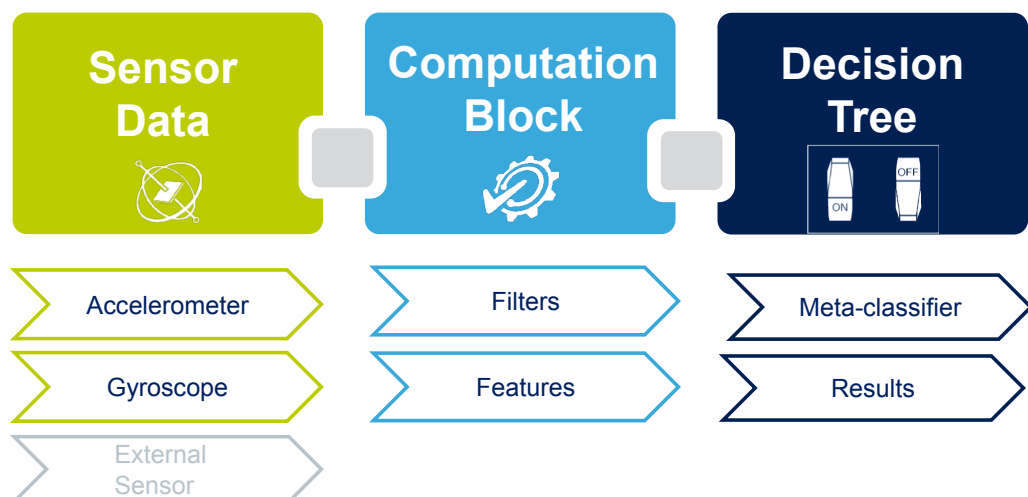 Sensor
Data
Computation
Block
Decision
Tree
ON
OFF
Accelerometer
Filters
Meta-classifier
Gyroscope
Features
Results
External
Sensor